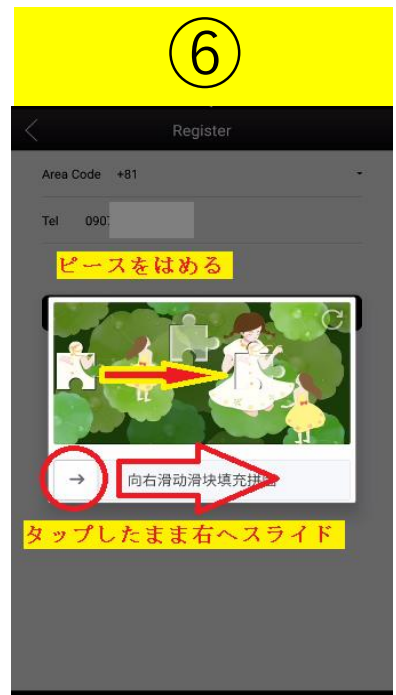 ⑥
Register
Area Code +81
Tel 090
ピースをはめる
向右滑动滑块填充拼
タップしたまま右へスライド